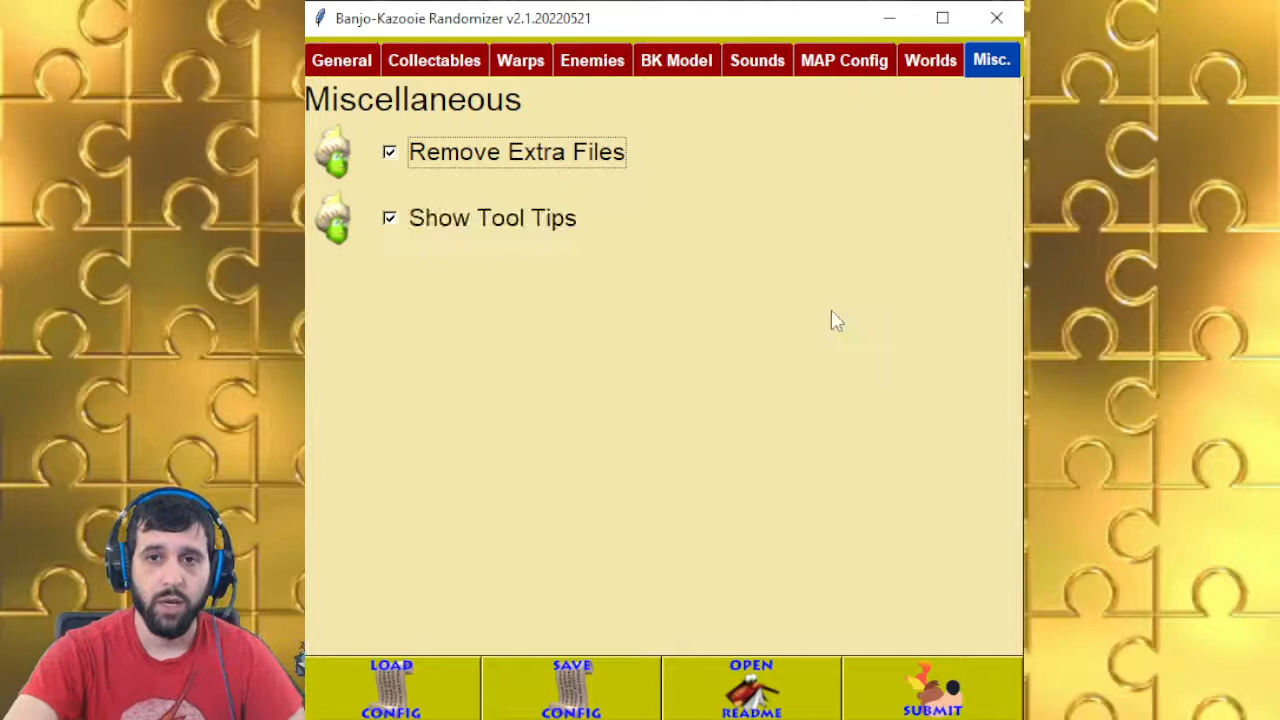 Banjo-Kazooie Randomizer v2.1.20220521
General Collectables Warps Enemies BK Model Sounds MAP Config Worlds Misc.
Miscellaneous
Remove Extra Files
Show Tool Tips
LOAD CONFIG
SAVE CONFIG
OPEN README
SUBMIT